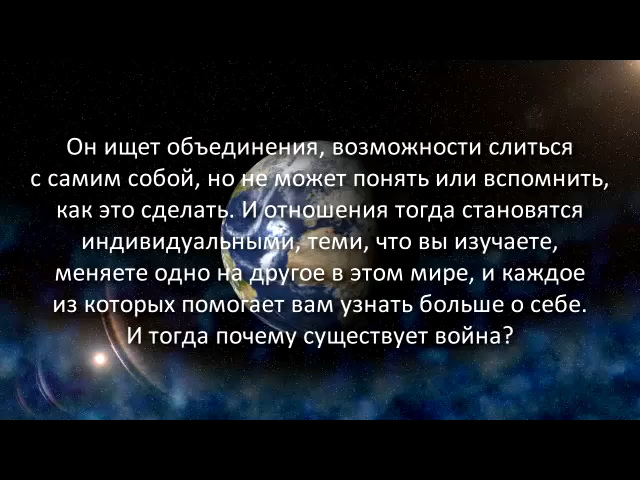 Он ищет объединения, возможности слиться
с самим собой, но не может понять или вспомнить,
как это сделать. И отношения тогда становятся
индивидуальными, теми, что вы изучаете,
меняете одно на другое в этом мире, и каждое
из которых помогает вам узнать больше о себе.
И тогда почему существует война?